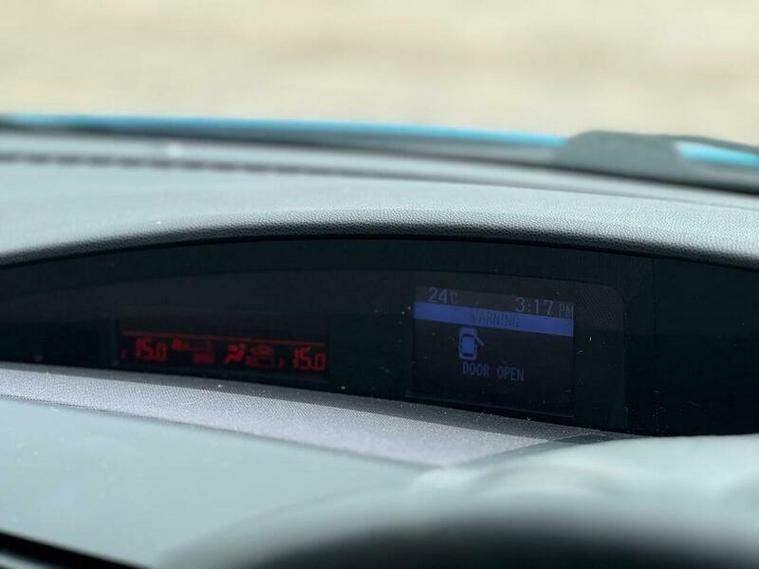 24°C 3:17 PM
WARNING
DOOR OPEN
15.0 15.0